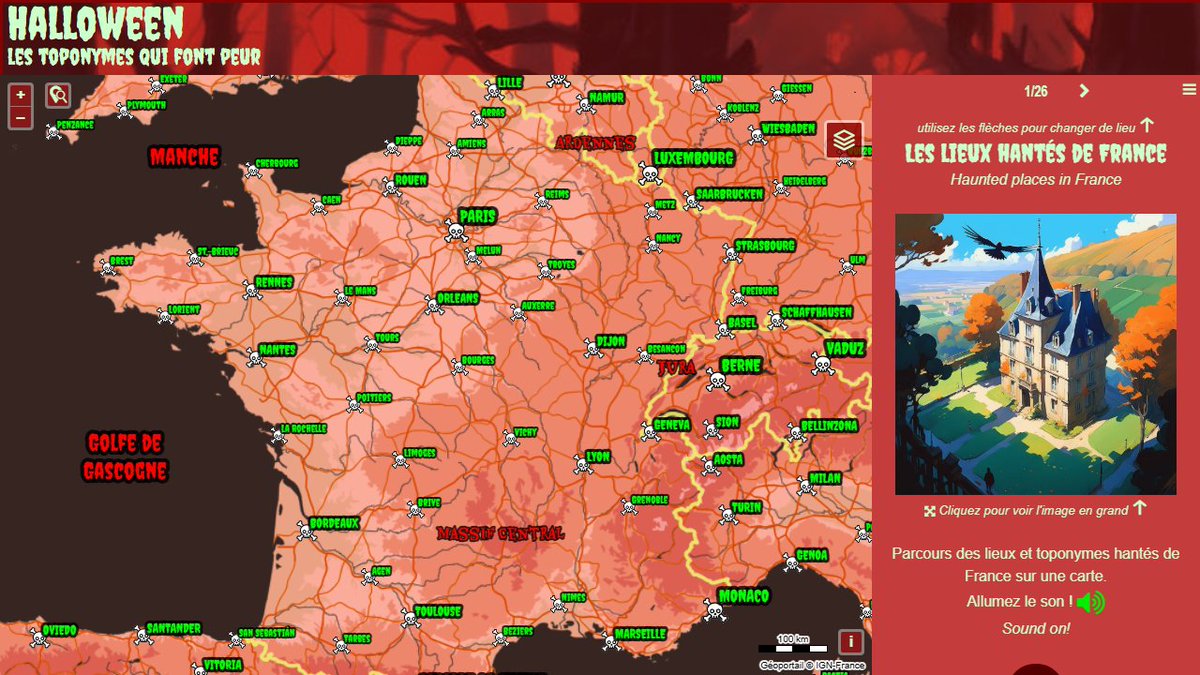 HALLOWEEN
LES TOPONYMES QUI FONT PEUR
+
−
EXETER
PLYMOUTH
PENZANCE
MANCHE
CHERBOURG
DIEPPE
ROUEN
CAEN
LILLE
ARRAS
AMIENS
NAMUR
BONN
GIESSEN
KOBLENZ
WIESBADEN
ARDENNES
LUXEMBOURG
HEIDELBERG
SAARBRUCKEN
REIMS
METZ
PARIS
MELUN
NANCY
STRASBOURG
TROYES
ULM
BREST
ST.-BRIEUC
RENNES
LE MANS
ORLEANS
AUXERRE
FREIBURG
LORIENT
BASEL
SCHAFFHAUSEN
NANTES
TOURS
DIJON
BESANCON
VADUZ
BOURGES
JURA
BERNE
POITIERS
LA ROCHELLE
VICHY
GENEVA
SION
BELLINZONA
GOLFE DE
GASCOGNE
LIMOGES
LYON
AOSTA
MILAN
BRIVE
GRENOBLE
TURIN
BORDEAUX
MASSIF CENTRAL
GENOA
AGEN
NIMES
MONACO
TOULOUSE
OVIEDO
SANTANDER
SAN SEBASTIAN
TARBES
BEZIERS
MARSEILLE
VITORIA
100 km
i
Géoportail © IGN-France
1/26
utilisez les flèches pour changer de lieu
LES LIEUX HANTÉS DE FRANCE
Haunted places in France
Cliquez pour voir l'image en grand
Parcours des lieux et toponymes hantés de
France sur une carte.
Allumez le son !
Sound on!